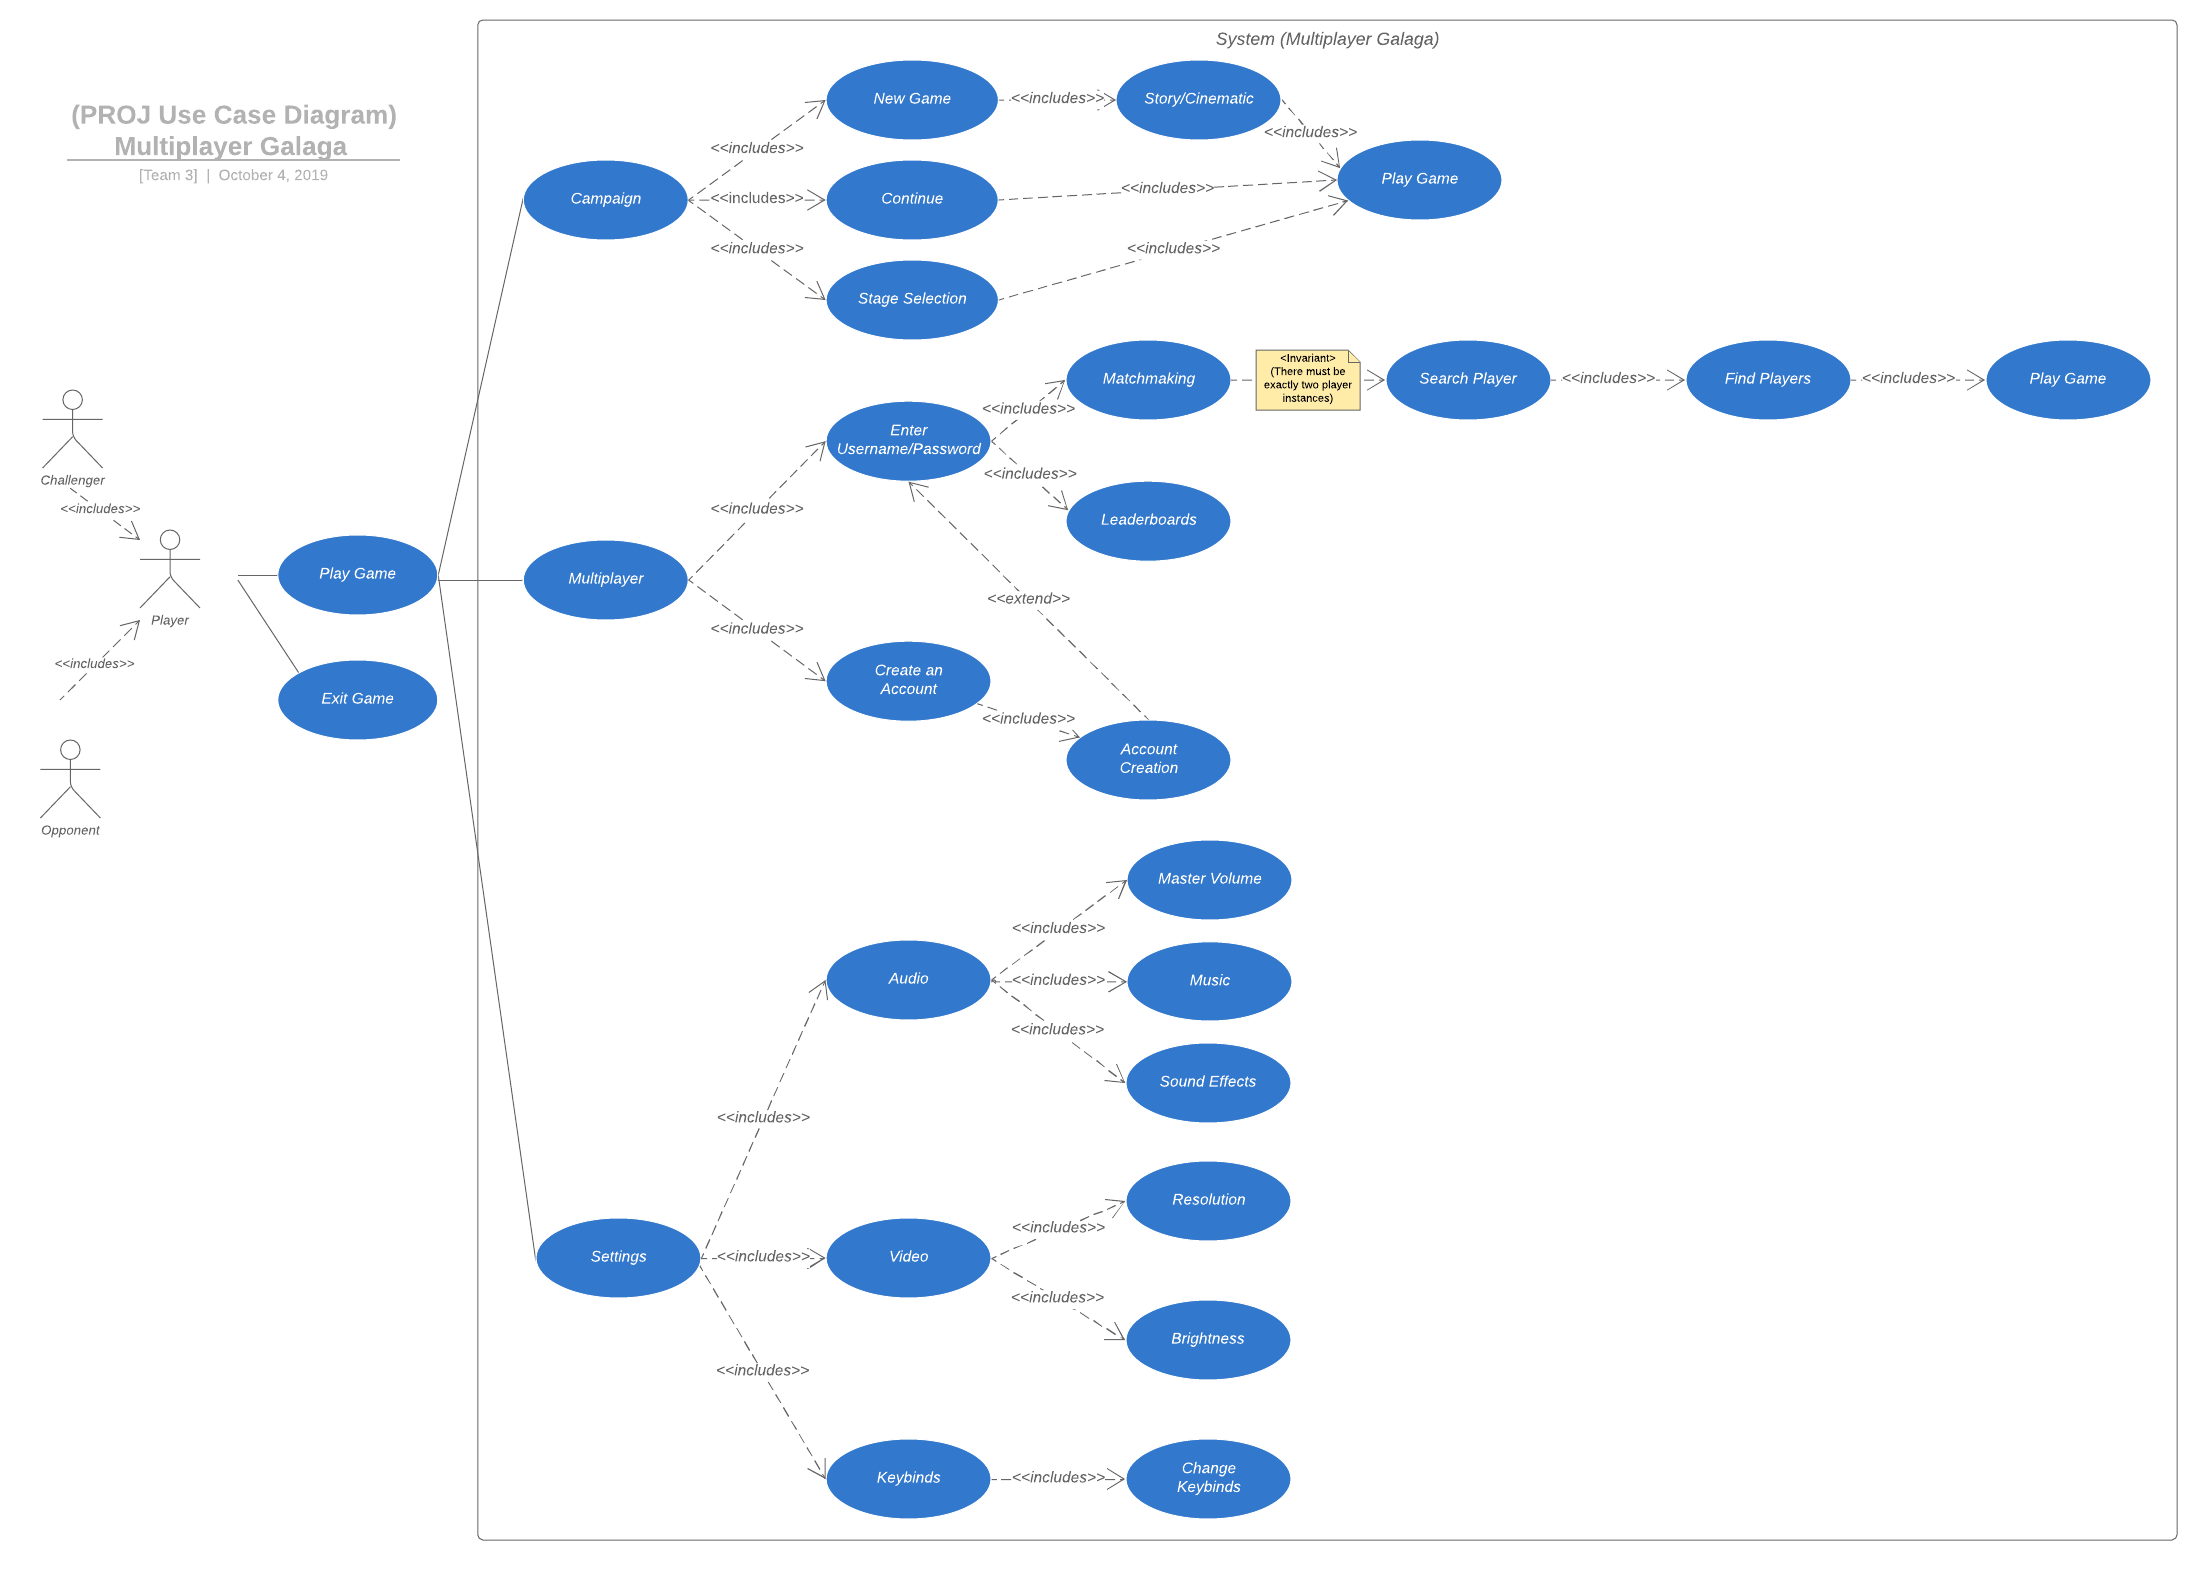 System (Multiplayer Galaga)
(PROJ Use Case Diagram)
Multiplayer Galaga
[Team 3] | October 4, 2019
New Game
<<includes>>
Story/Cinematic
<<includes>>
<<includes>>
Play Game
Campaign
<<includes>>
Continue
<<includes>>
<<includes>>
<<includes>>
Stage Selection
Matchmaking
<Invariant>
(There must be
exactly two player
instances)
Search Player
<<includes>>
Find Players
<<includes>>
Play Game
<<includes>>
Enter
Username/Password
<<includes>>
Leaderboards
Challenger
<<includes>>
<<includes>>
Play Game
Multiplayer
Player
<<extend>>
<<includes>>
<<includes>>
Create an
Account
Exit Game
<<includes>>
Account
Creation
Opponent
Master Volume
<<includes>>
Audio
<<includes>>
Music
<<includes>>
Sound Effects
<<includes>>
Resolution
<<includes>>
Settings
<<includes>>
Video
<<includes>>
Brightness
<<includes>>
Keybinds
<<includes>>
Change
Keybinds